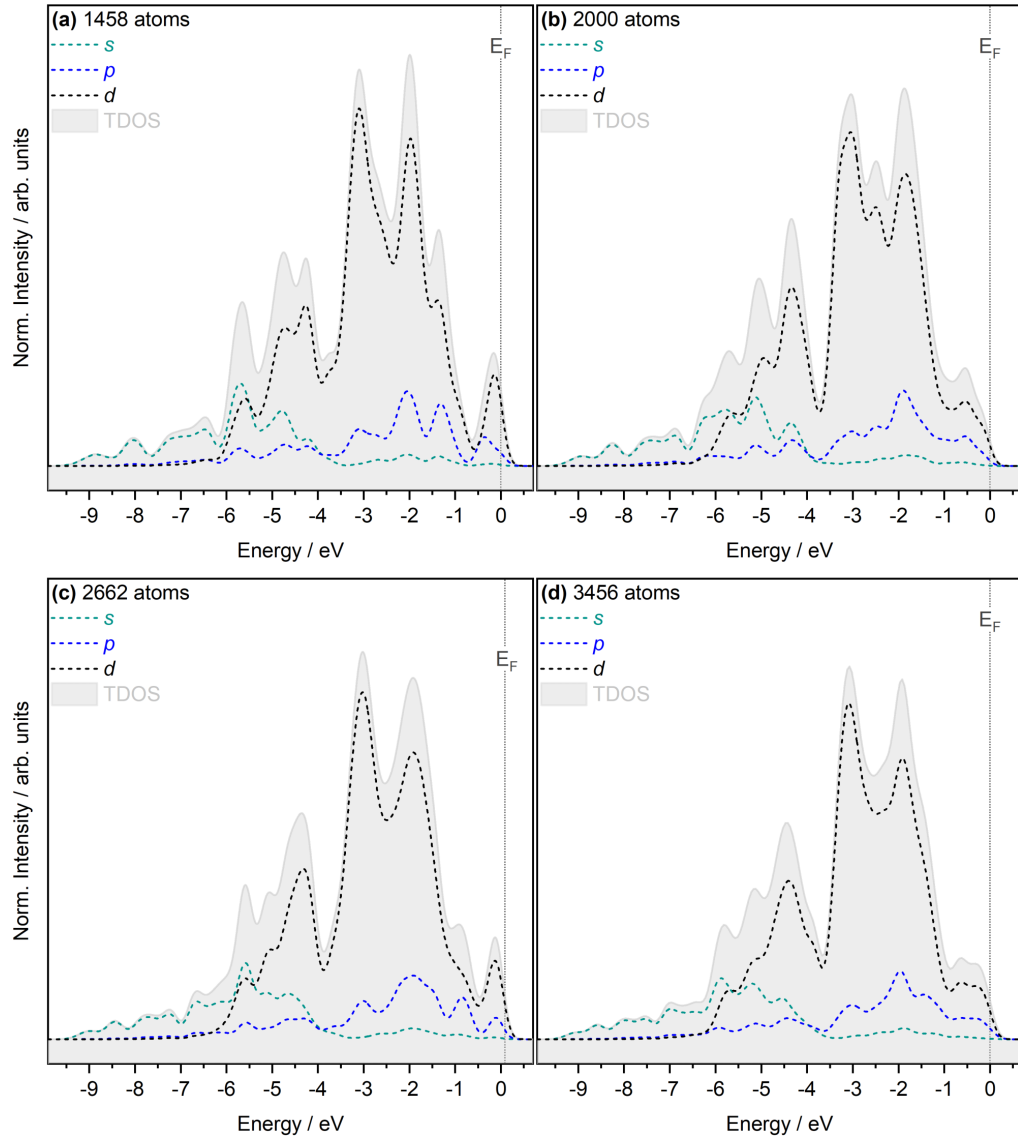 (a) 1458 atoms
s
p
d
TDOS
E_F
Norm. Intensity / arb. units
-9 -8 -7 -6 -5 -4 -3 -2 -1 0
Energy / eV
(b) 2000 atoms
s
p
d
TDOS
E_F
-9 -8 -7 -6 -5 -4 -3 -2 -1 0
Energy / eV
(c) 2662 atoms
s
p
d
TDOS
E_F
Norm. Intensity / arb. units
-9 -8 -7 -6 -5 -4 -3 -2 -1 0
Energy / eV
(d) 3456 atoms
s
p
d
TDOS
E_F
-9 -8 -7 -6 -5 -4 -3 -2 -1 0
Energy / eV